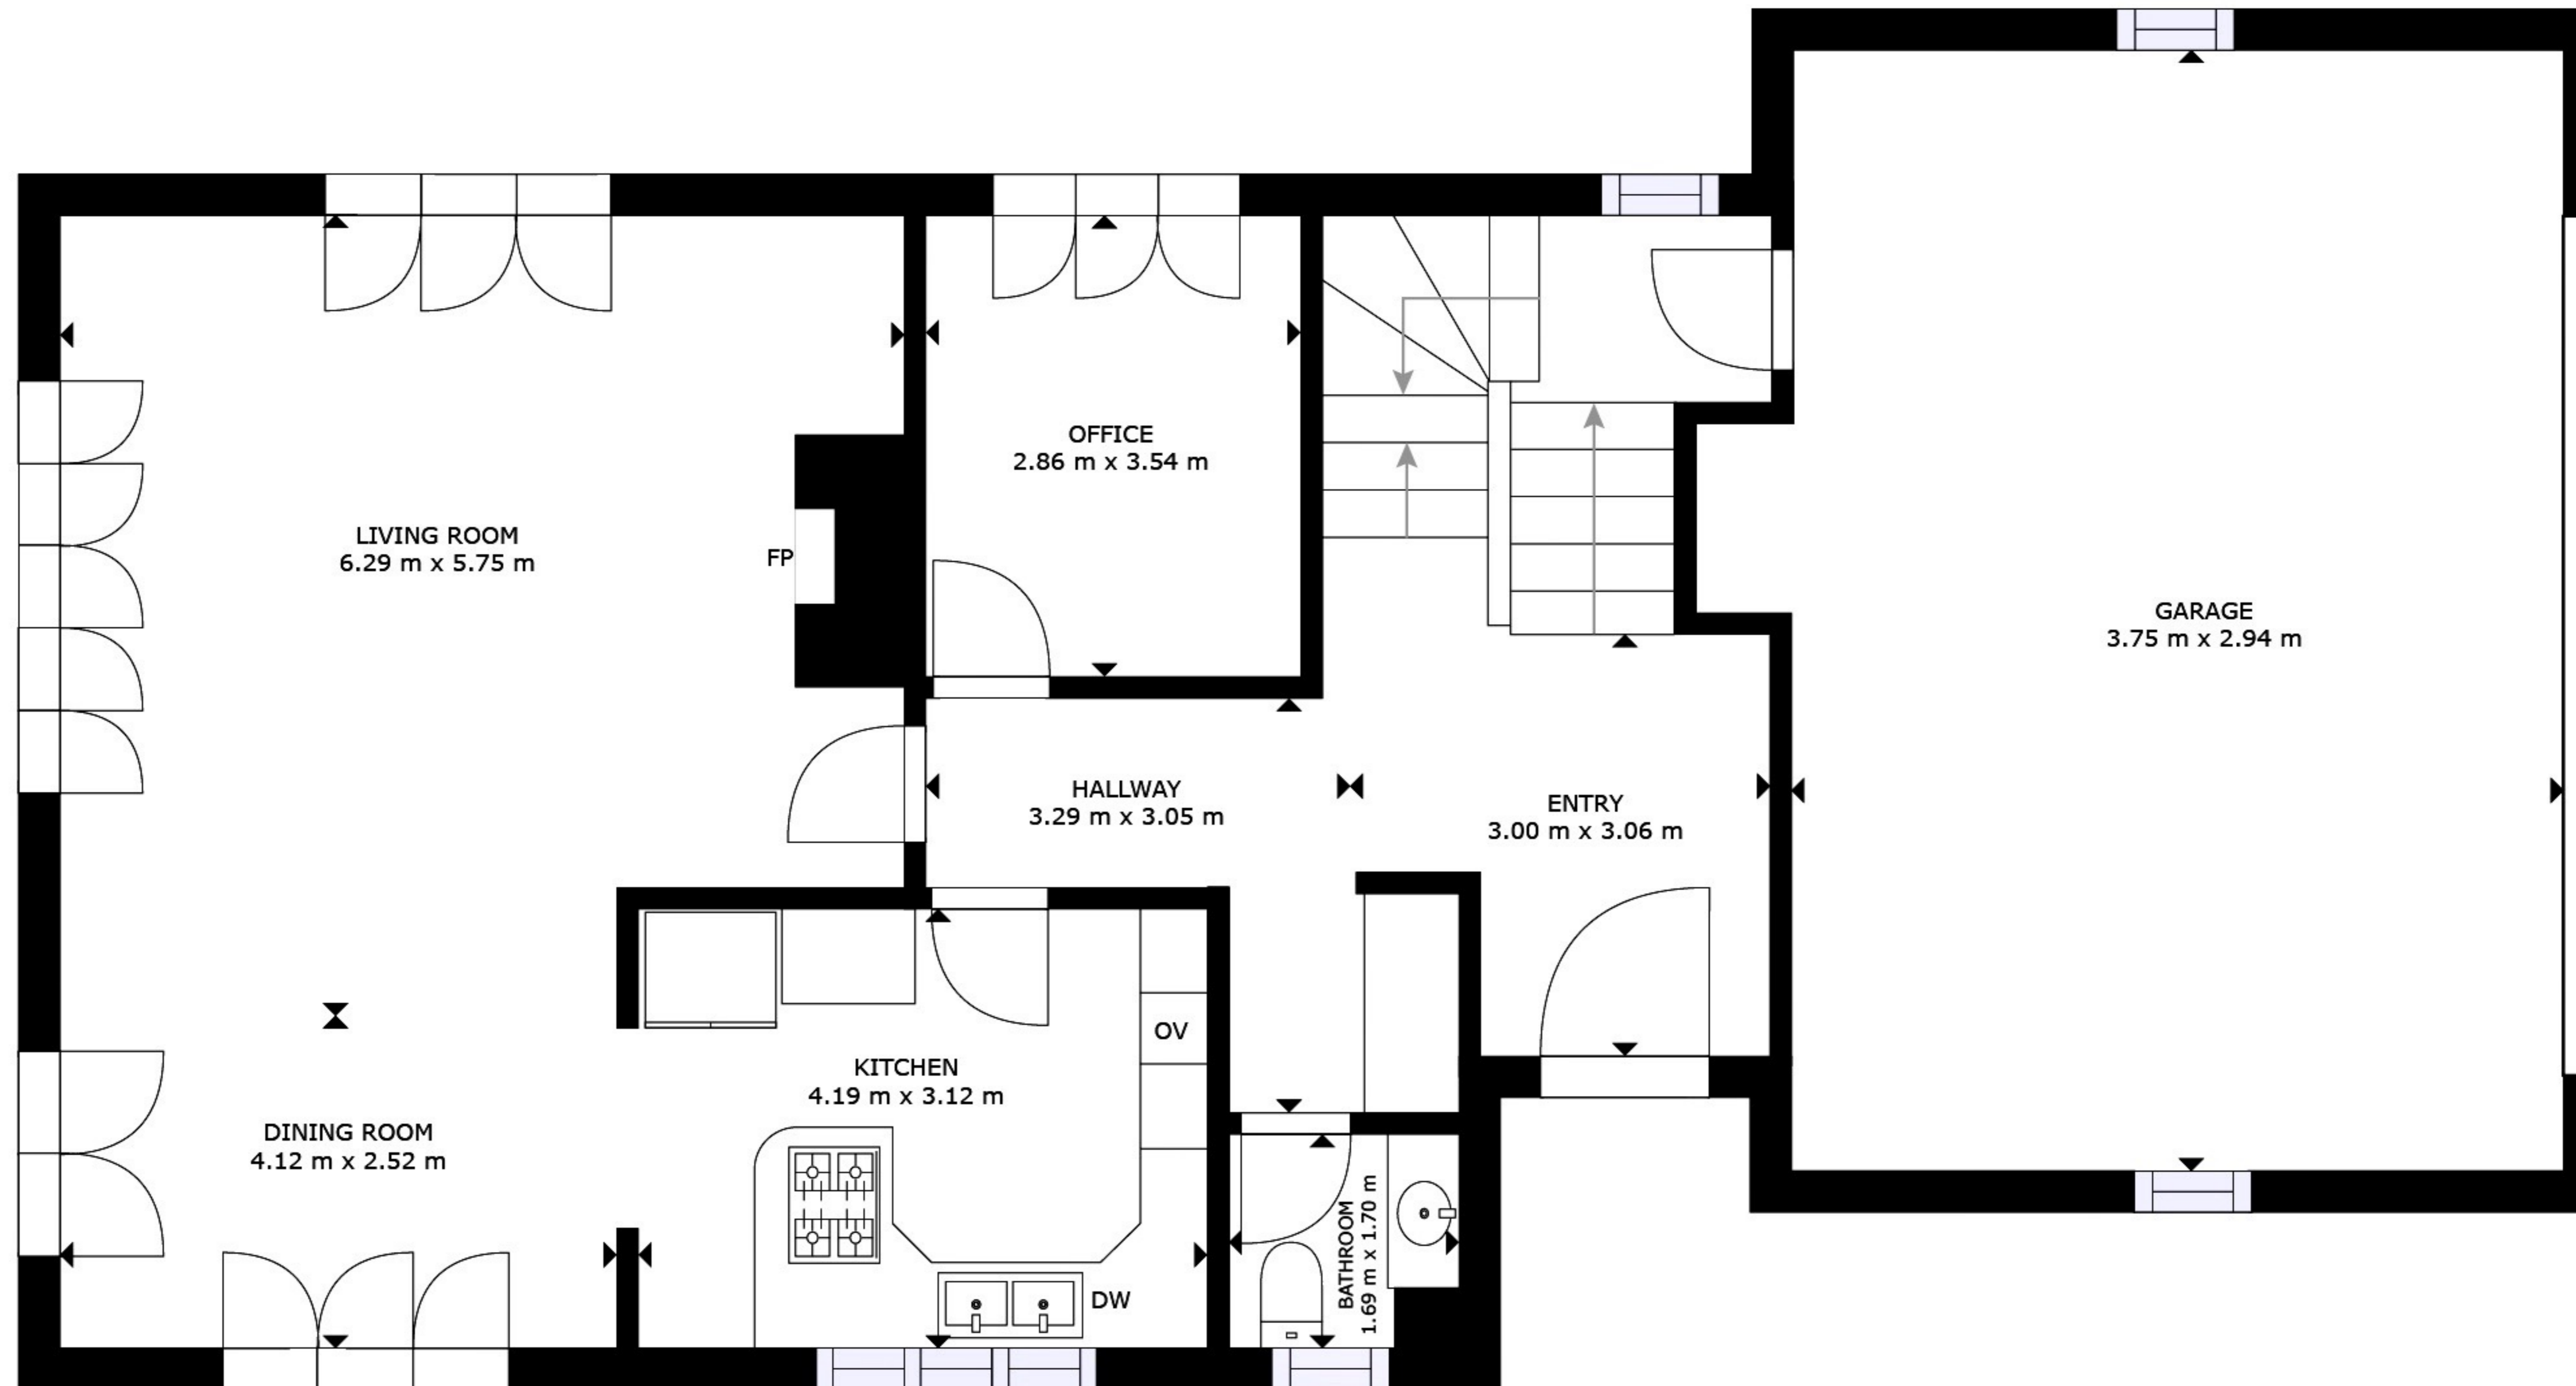 LIVING ROOM
6.29 m x 5.75 m
FP
OFFICE
2.86 m x 3.54 m
GARAGE
3.75 m x 2.94 m
HALLWAY
3.29 m x 3.05 m
ENTRY
3.00 m x 3.06 m
DINING ROOM
4.12 m x 2.52 m
KITCHEN
4.19 m x 3.12 m
OV
DW
BATHROOM
1.69 m x 1.70 m